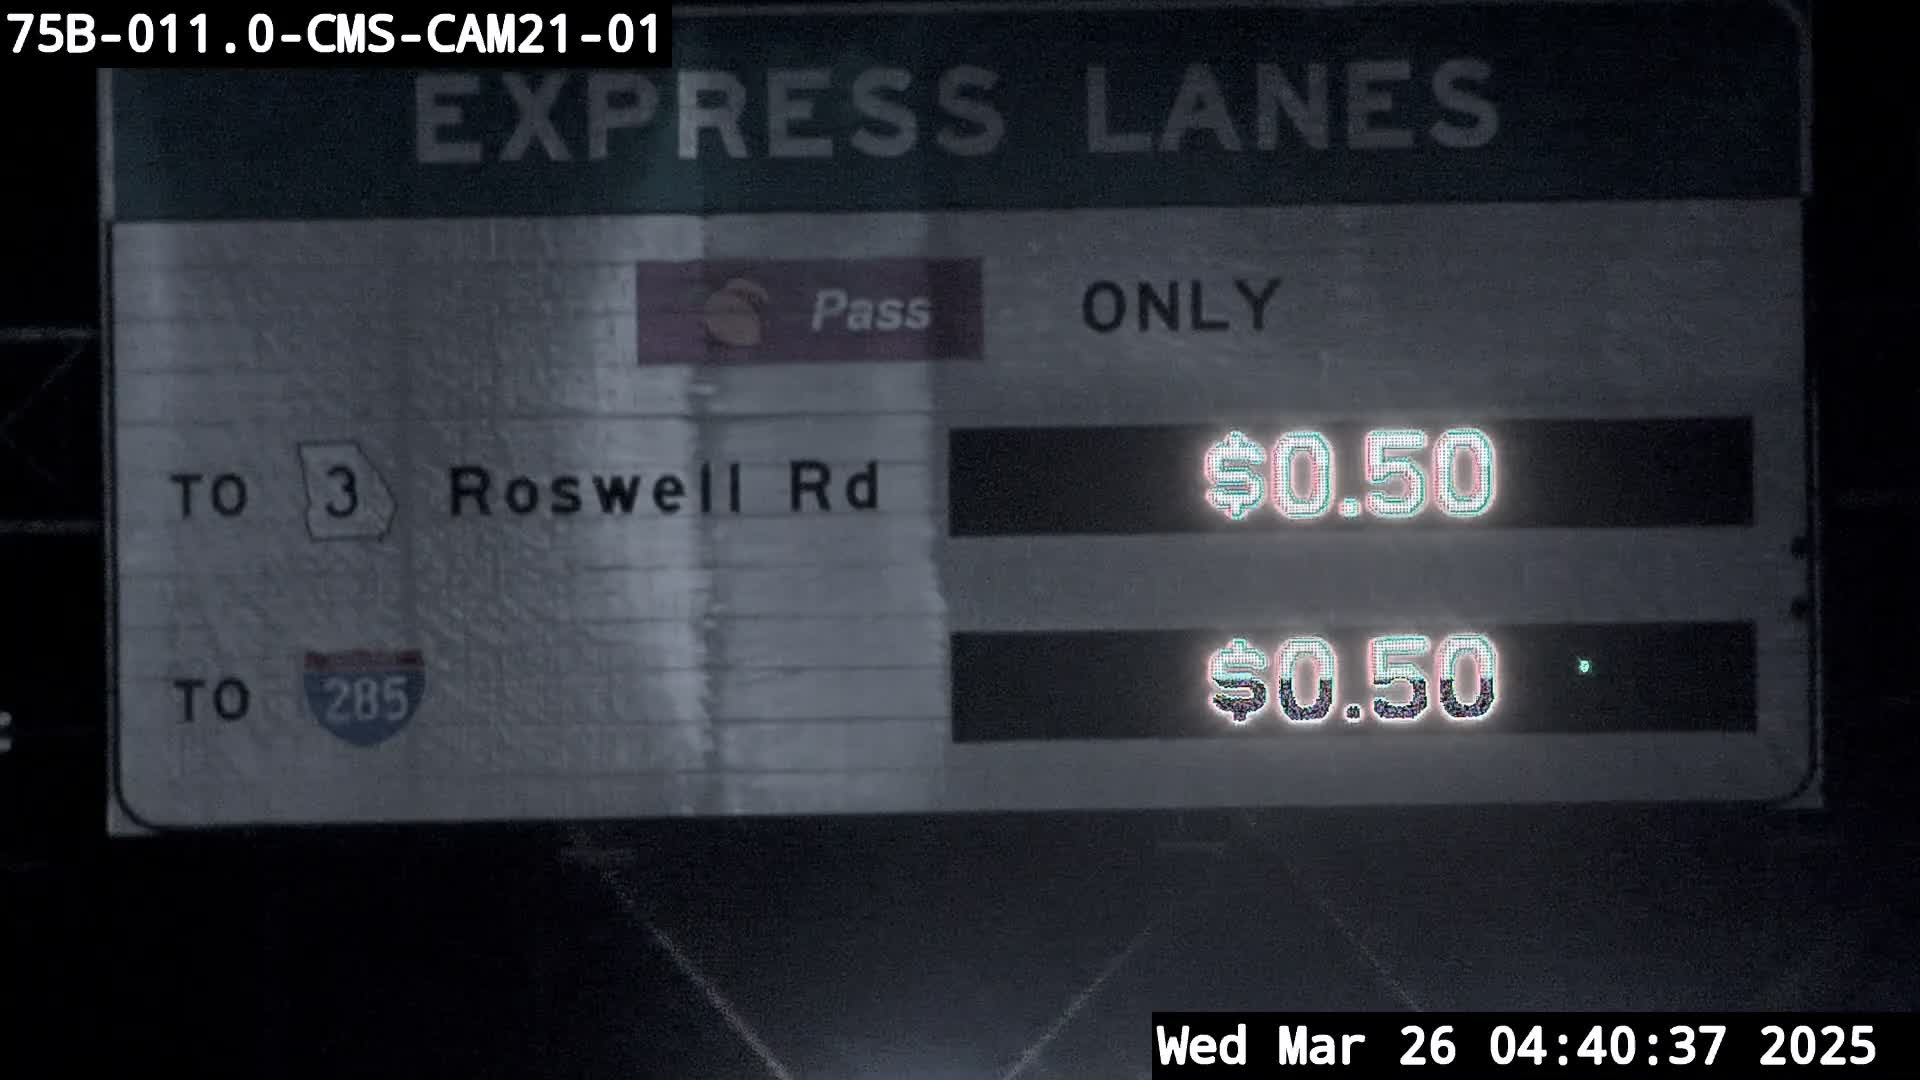 75B-011.0-CMS-CAM21-01
EXPRESS LANES
Pass ONLY
TO 3 Roswell Rd $0.50
TO 285 $0.50
Wed Mar 26 04:40:37 2025